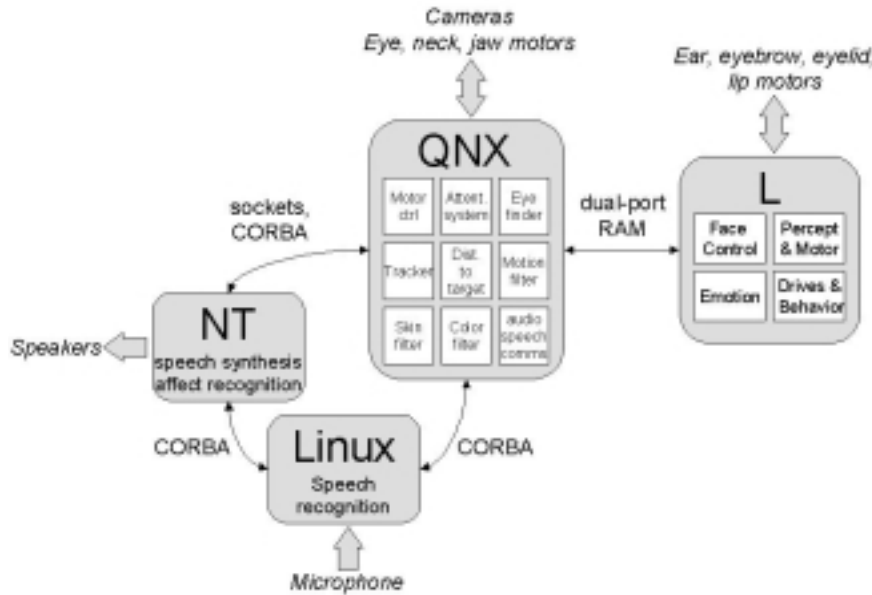 Cameras
Eye, neck, jaw motors
Ear, eyebrow, eyelid,
lip motors
QNX
Motor
ctrl
Attent.
system
Eye
finder
Tracker
Dist.
to
target
Motion
filter
Skin
filter
Color
filter
audio
speech
comms
sockets,
CORBA
dual-port
RAM
L
Face
Control
Percept
& Motor
Emotion
Drives &
Behavior
NT
speech synthesis
affect recognition
Speakers
CORBA
Linux
Speech
recognition
CORBA
Microphone